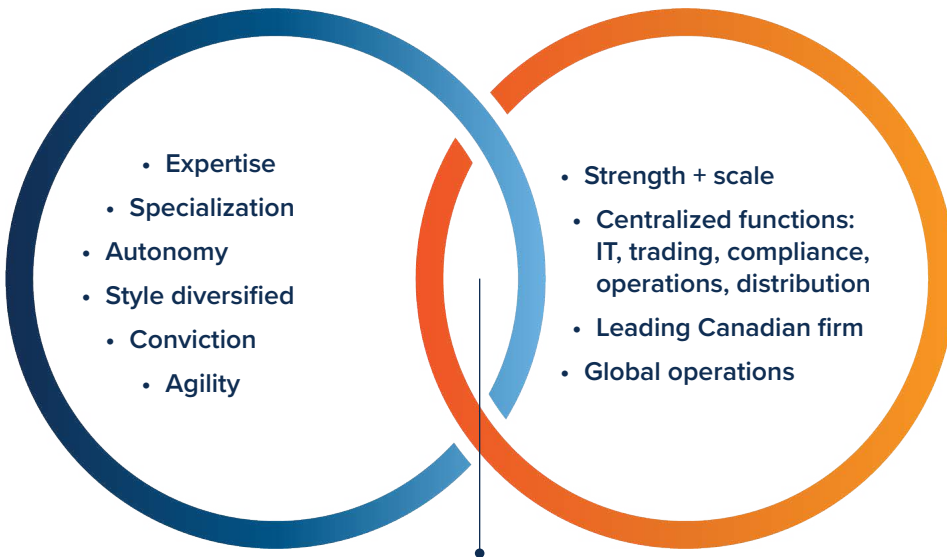 • Expertise
• Specialization
• Autonomy
• Style diversified
• Conviction
• Agility
• Strength + scale
• Centralized functions:
IT, trading, compliance,
operations, distribution
• Leading Canadian firm
• Global operations